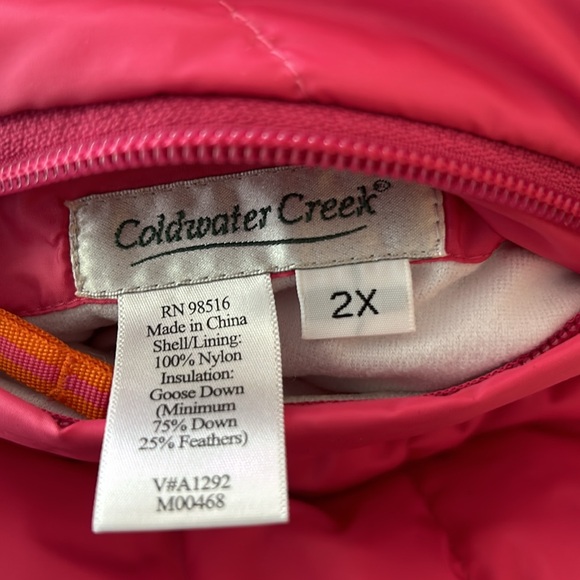 Coldwater Creek®
2X
RN 98516
Made in China
Shell/Lining:
100% Nylon
Insulation:
Goose Down
(Minimum
75% Down
25% Feathers)
V#A1292
M00468